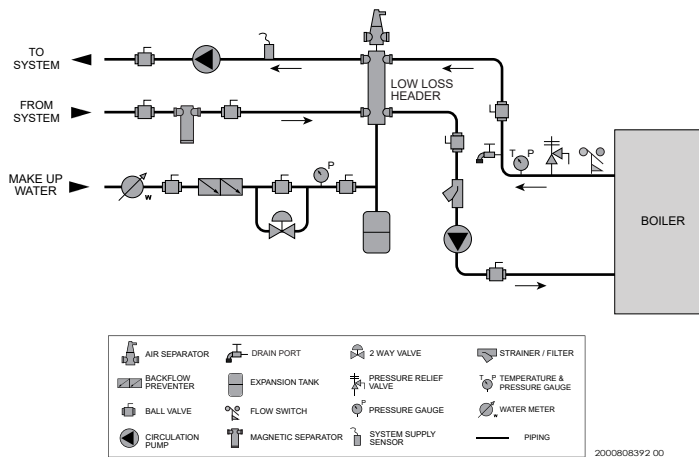 TO
SYSTEM
FROM
SYSTEM
MAKE UP
WATER
LOW LOSS
HEADER
T P
P
W
BOILER
AIR SEPARATOR
DRAIN PORT
2 WAY VALVE
STRAINER / FILTER
BACKFLOW
PREVENTER
EXPANSION TANK
PRESSURE RELIEF
VALVE
T P
TEMPERATURE &
PRESSURE GAUGE
BALL VALVE
FLOW SWITCH
P
PRESSURE GAUGE
W
WATER METER
CIRCULATION
PUMP
MAGNETIC SEPARATOR
SYSTEM SUPPLY
SENSOR
PIPING
2000808392 00